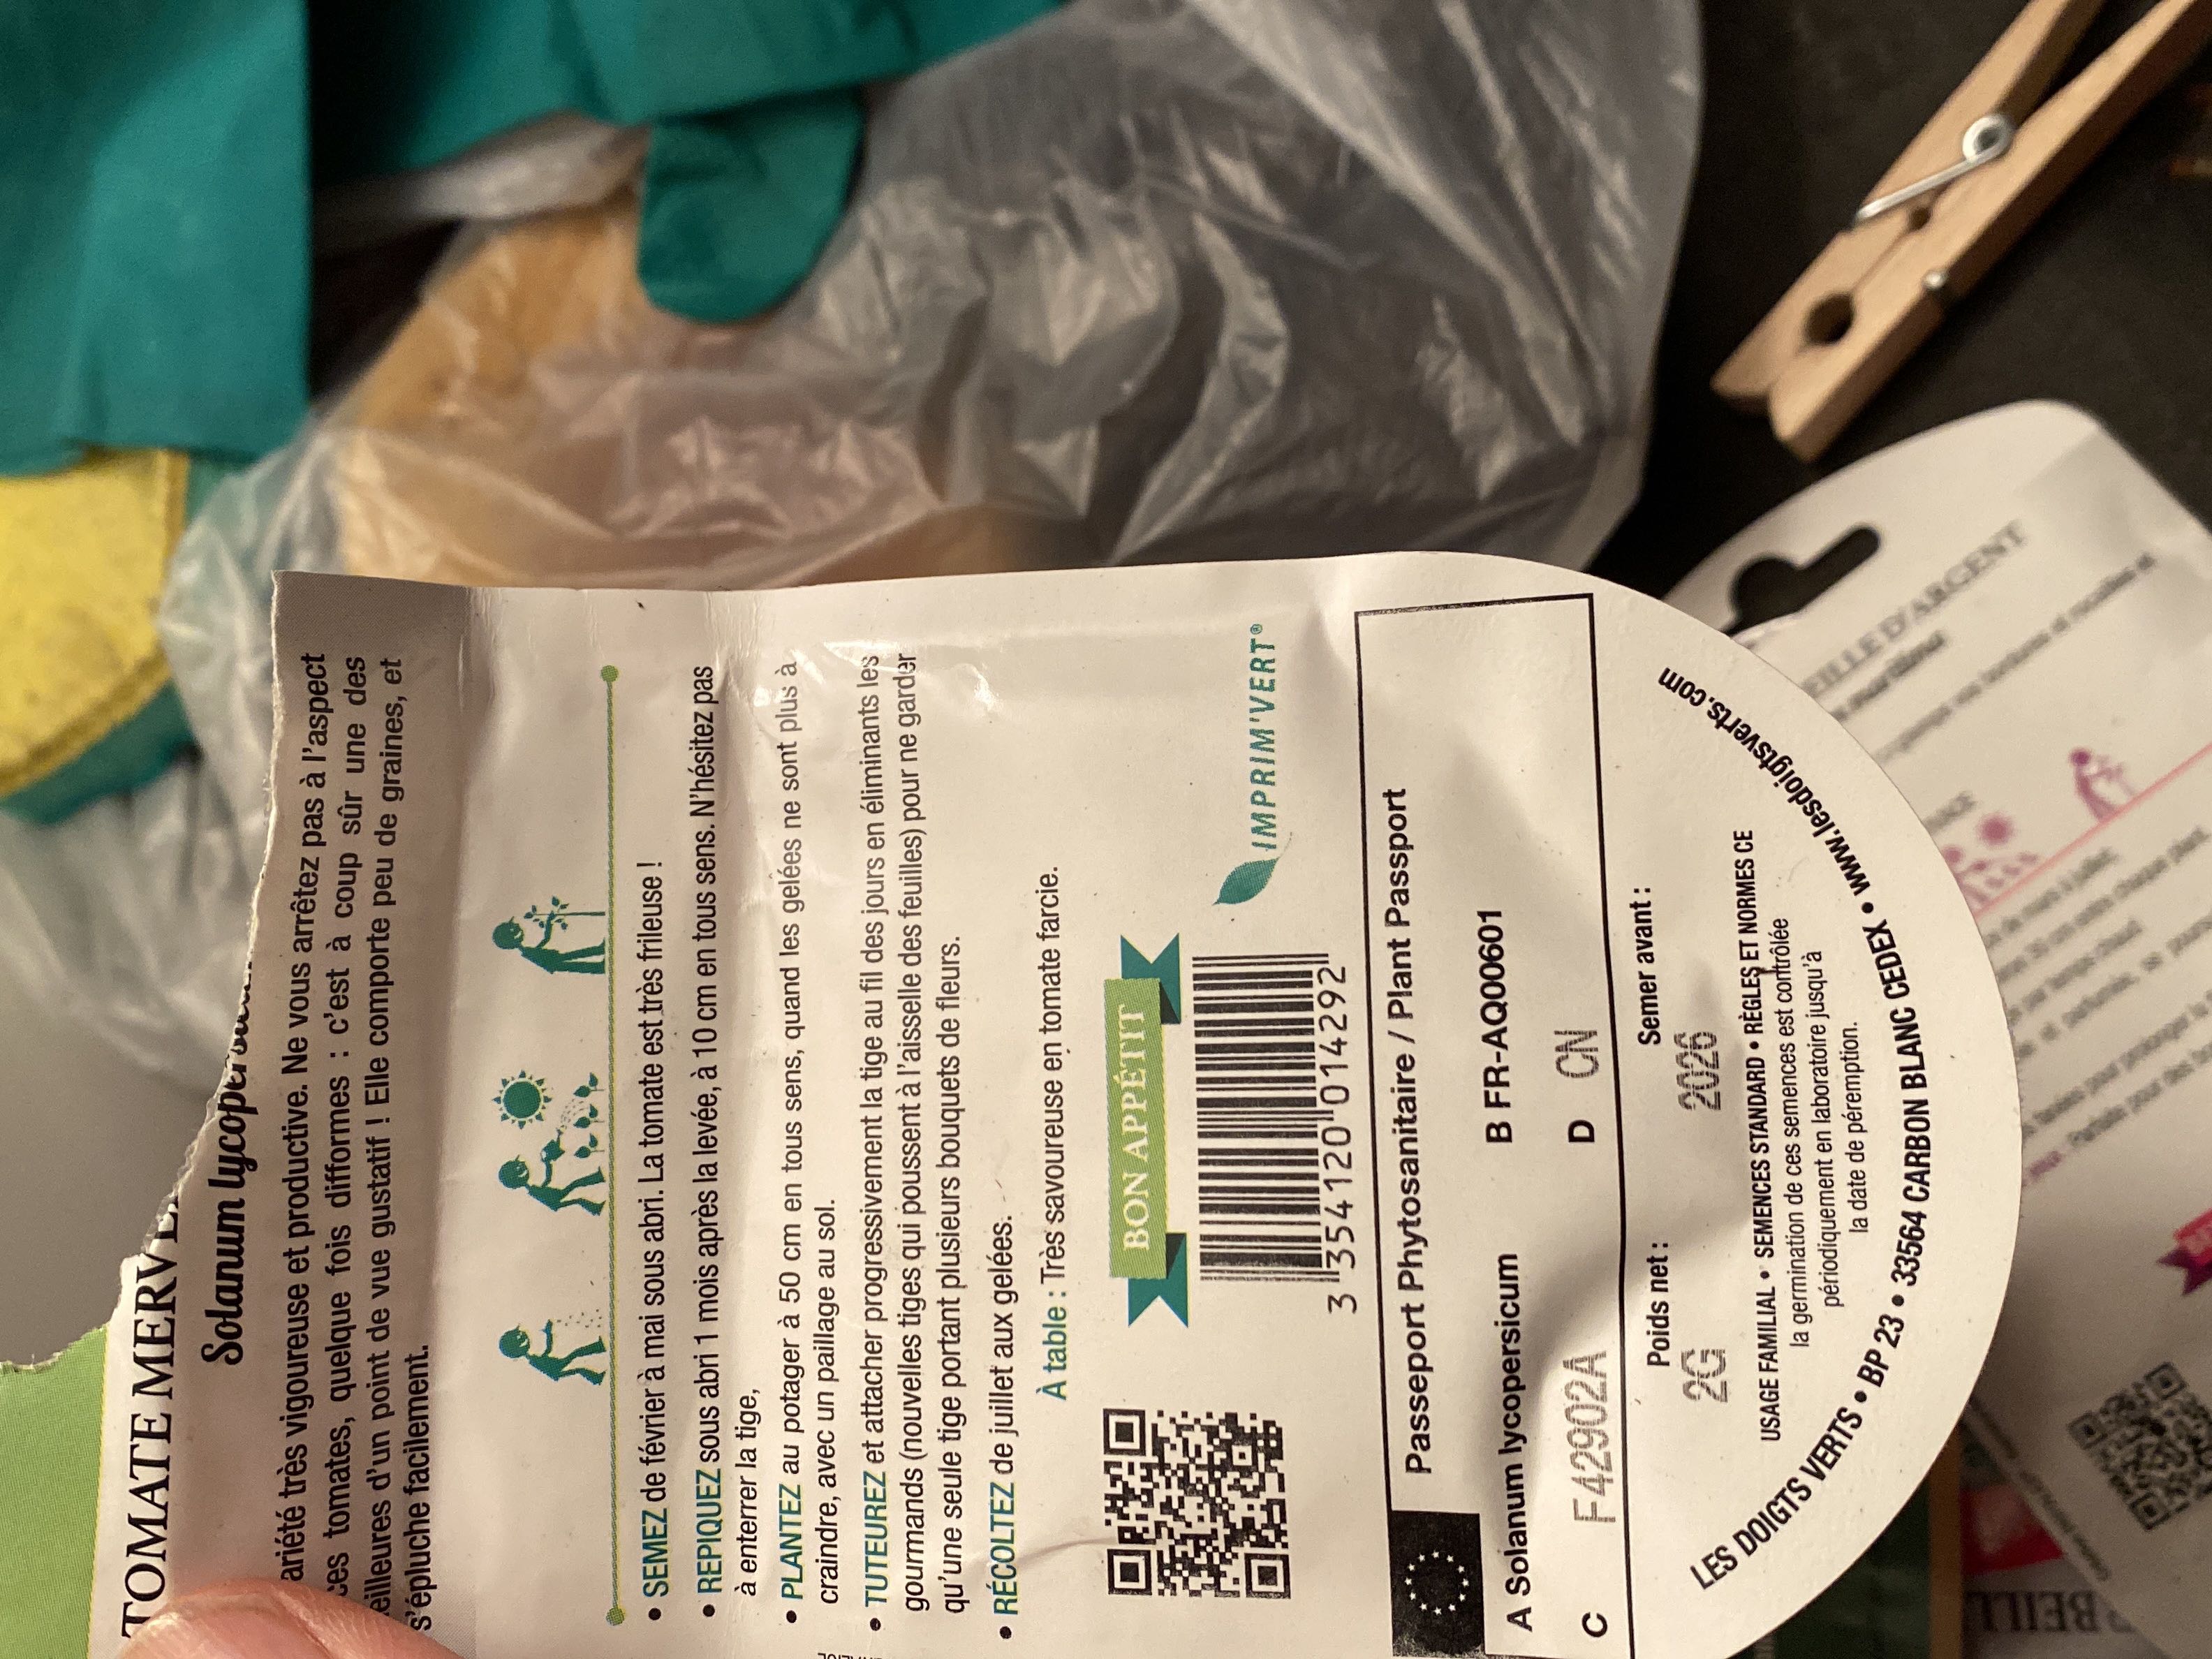 TOMATE
Solanum
ariété très vigoureuse et productive. Ne vous arrêtez pas à l'aspect
ces tomates, quelque fois difformes : c'est à coup sûr une des
eilleures d'un point de vue gustatif ! Elle comporte peu de graines, et
s'épluche facilement.
• SEMEZ de février à mai sous abri. La tomate est très frileuse !
• REPIQUEZ sous abri 1 mois après la levée, à 10 cm en tous sens. N'hésitez pas
à enterrer la tige,
• PLANTEZ au potager à 50 cm en tous sens, quand les gelées ne sont plus à
craindre, avec un paillage au sol.
• TUTEUREZ et attacher progressivement la tige au fil des jours en éliminants les
gourmands (nouvelles tiges qui poussent à l'aisselle des feuilles) pour ne garder
qu'une seule tige portant plusieurs bouquets de fleurs.
• RÉCOLTEZ de juillet aux gelées.
À table : Très savoureuse en tomate farcie.
BON APPÉTIT
IMPRIM'VERT®
3 354120 014292
Passeport Phytosanitaire / Plant Passport
A Solanum lycopersicum B FR-AQ00601
C F42902A D CN
Poids net : Semer avant :
2G 2026
USAGE FAMILIAL • SEMENCES STANDARD • RÈGLES ET NORMES CE
la germination de ces semences est contrôlée
périodiquement en laboratoire jusqu'à
la date de péremption.
LES DOIGTS VERTS • BP 23 • 33564 CARBON BLANC CEDEX • www.lesdoigtsverts.com
D'ARGENT